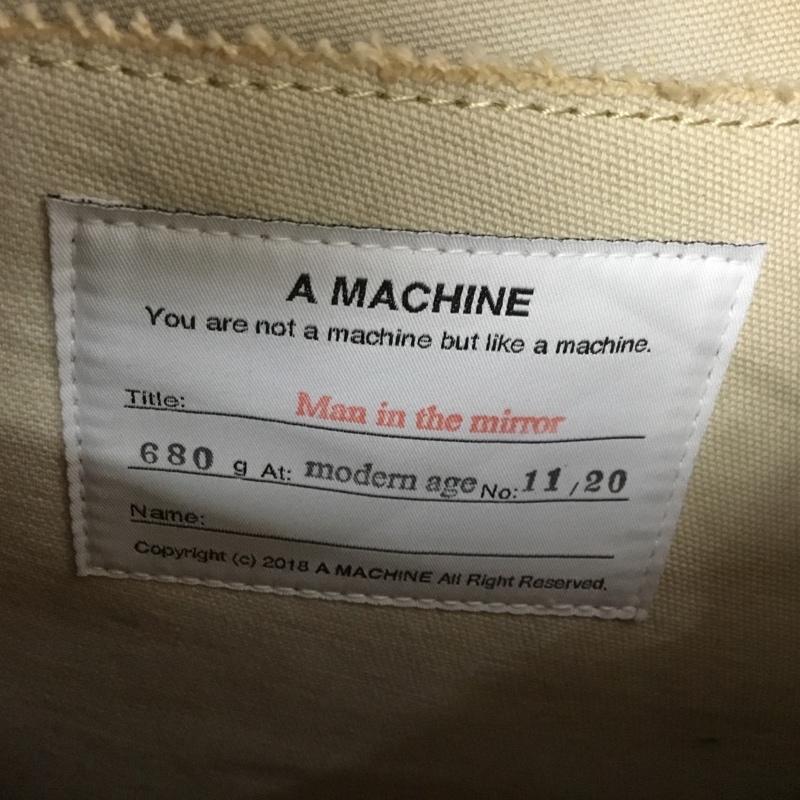 A MACHINE
You are not a machine but like a machine.
Title: Man in the mirror
680 g At: modern age No: 11/20
Name:
Copyright (c) 2018 A MACHINE All Right Reserved.